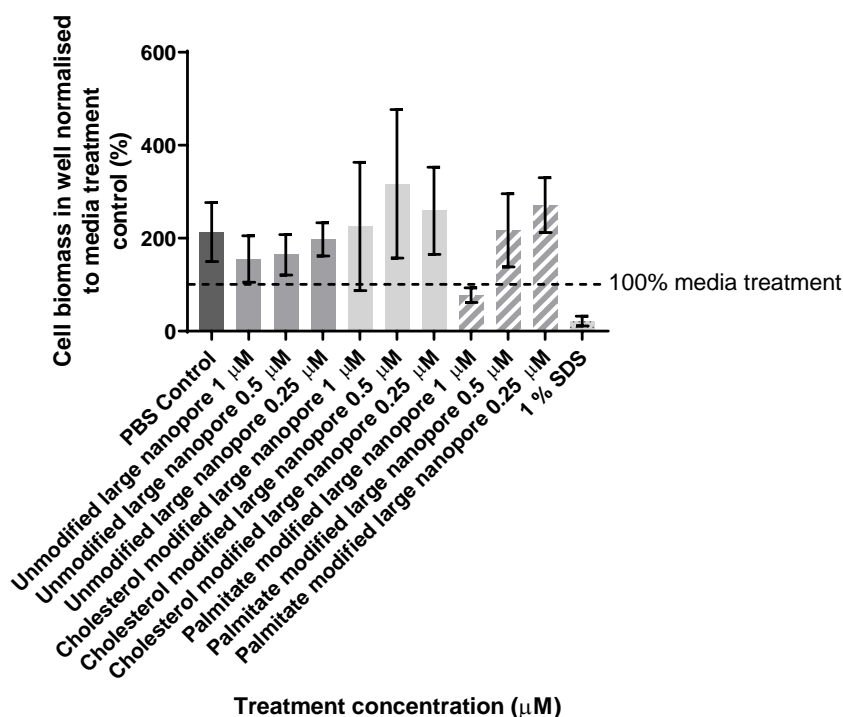 Cell biomass in well normalised
to media treatment
control (%)
600
400
200
0
100% media treatment
PBS Control
Unmodified large nanopore 1 μM
Unmodified large nanopore 0.5 μM
Unmodified large nanopore 0.25 μM
Cholesterol modified large nanopore 1 μM
Cholesterol modified large nanopore 0.5 μM
Cholesterol modified large nanopore 0.25 μM
Palmitate modified large nanopore 1 μM
Palmitate modified large nanopore 0.5 μM
Palmitate modified large nanopore 0.25 μM
1 % SDS
Treatment concentration (μM)